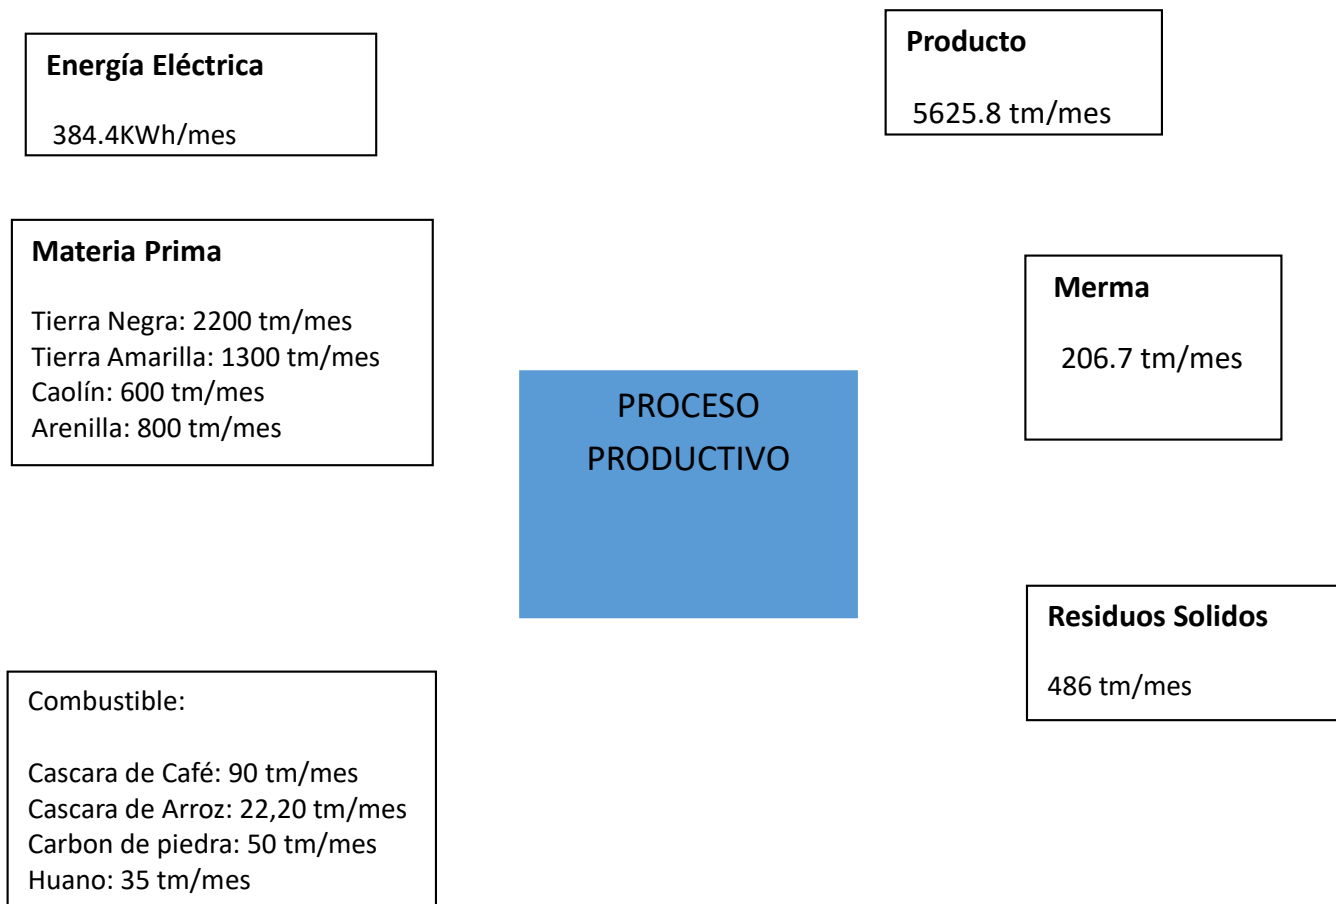 Energía Eléctrica
384.4KWh/mes
Materia Prima
Tierra Negra: 2200 tm/mes
Tierra Amarilla: 1300 tm/mes
Caolín: 600 tm/mes
Arenilla: 800 tm/mes
Combustible:
Cascara de Café: 90 tm/mes
Cascara de Arroz: 22,20 tm/mes
Carbon de piedra: 50 tm/mes
Huano: 35 tm/mes
PROCESO
PRODUCTIVO
Producto
5625.8 tm/mes
Merma
206.7 tm/mes
Residuos Solidos
486 tm/mes